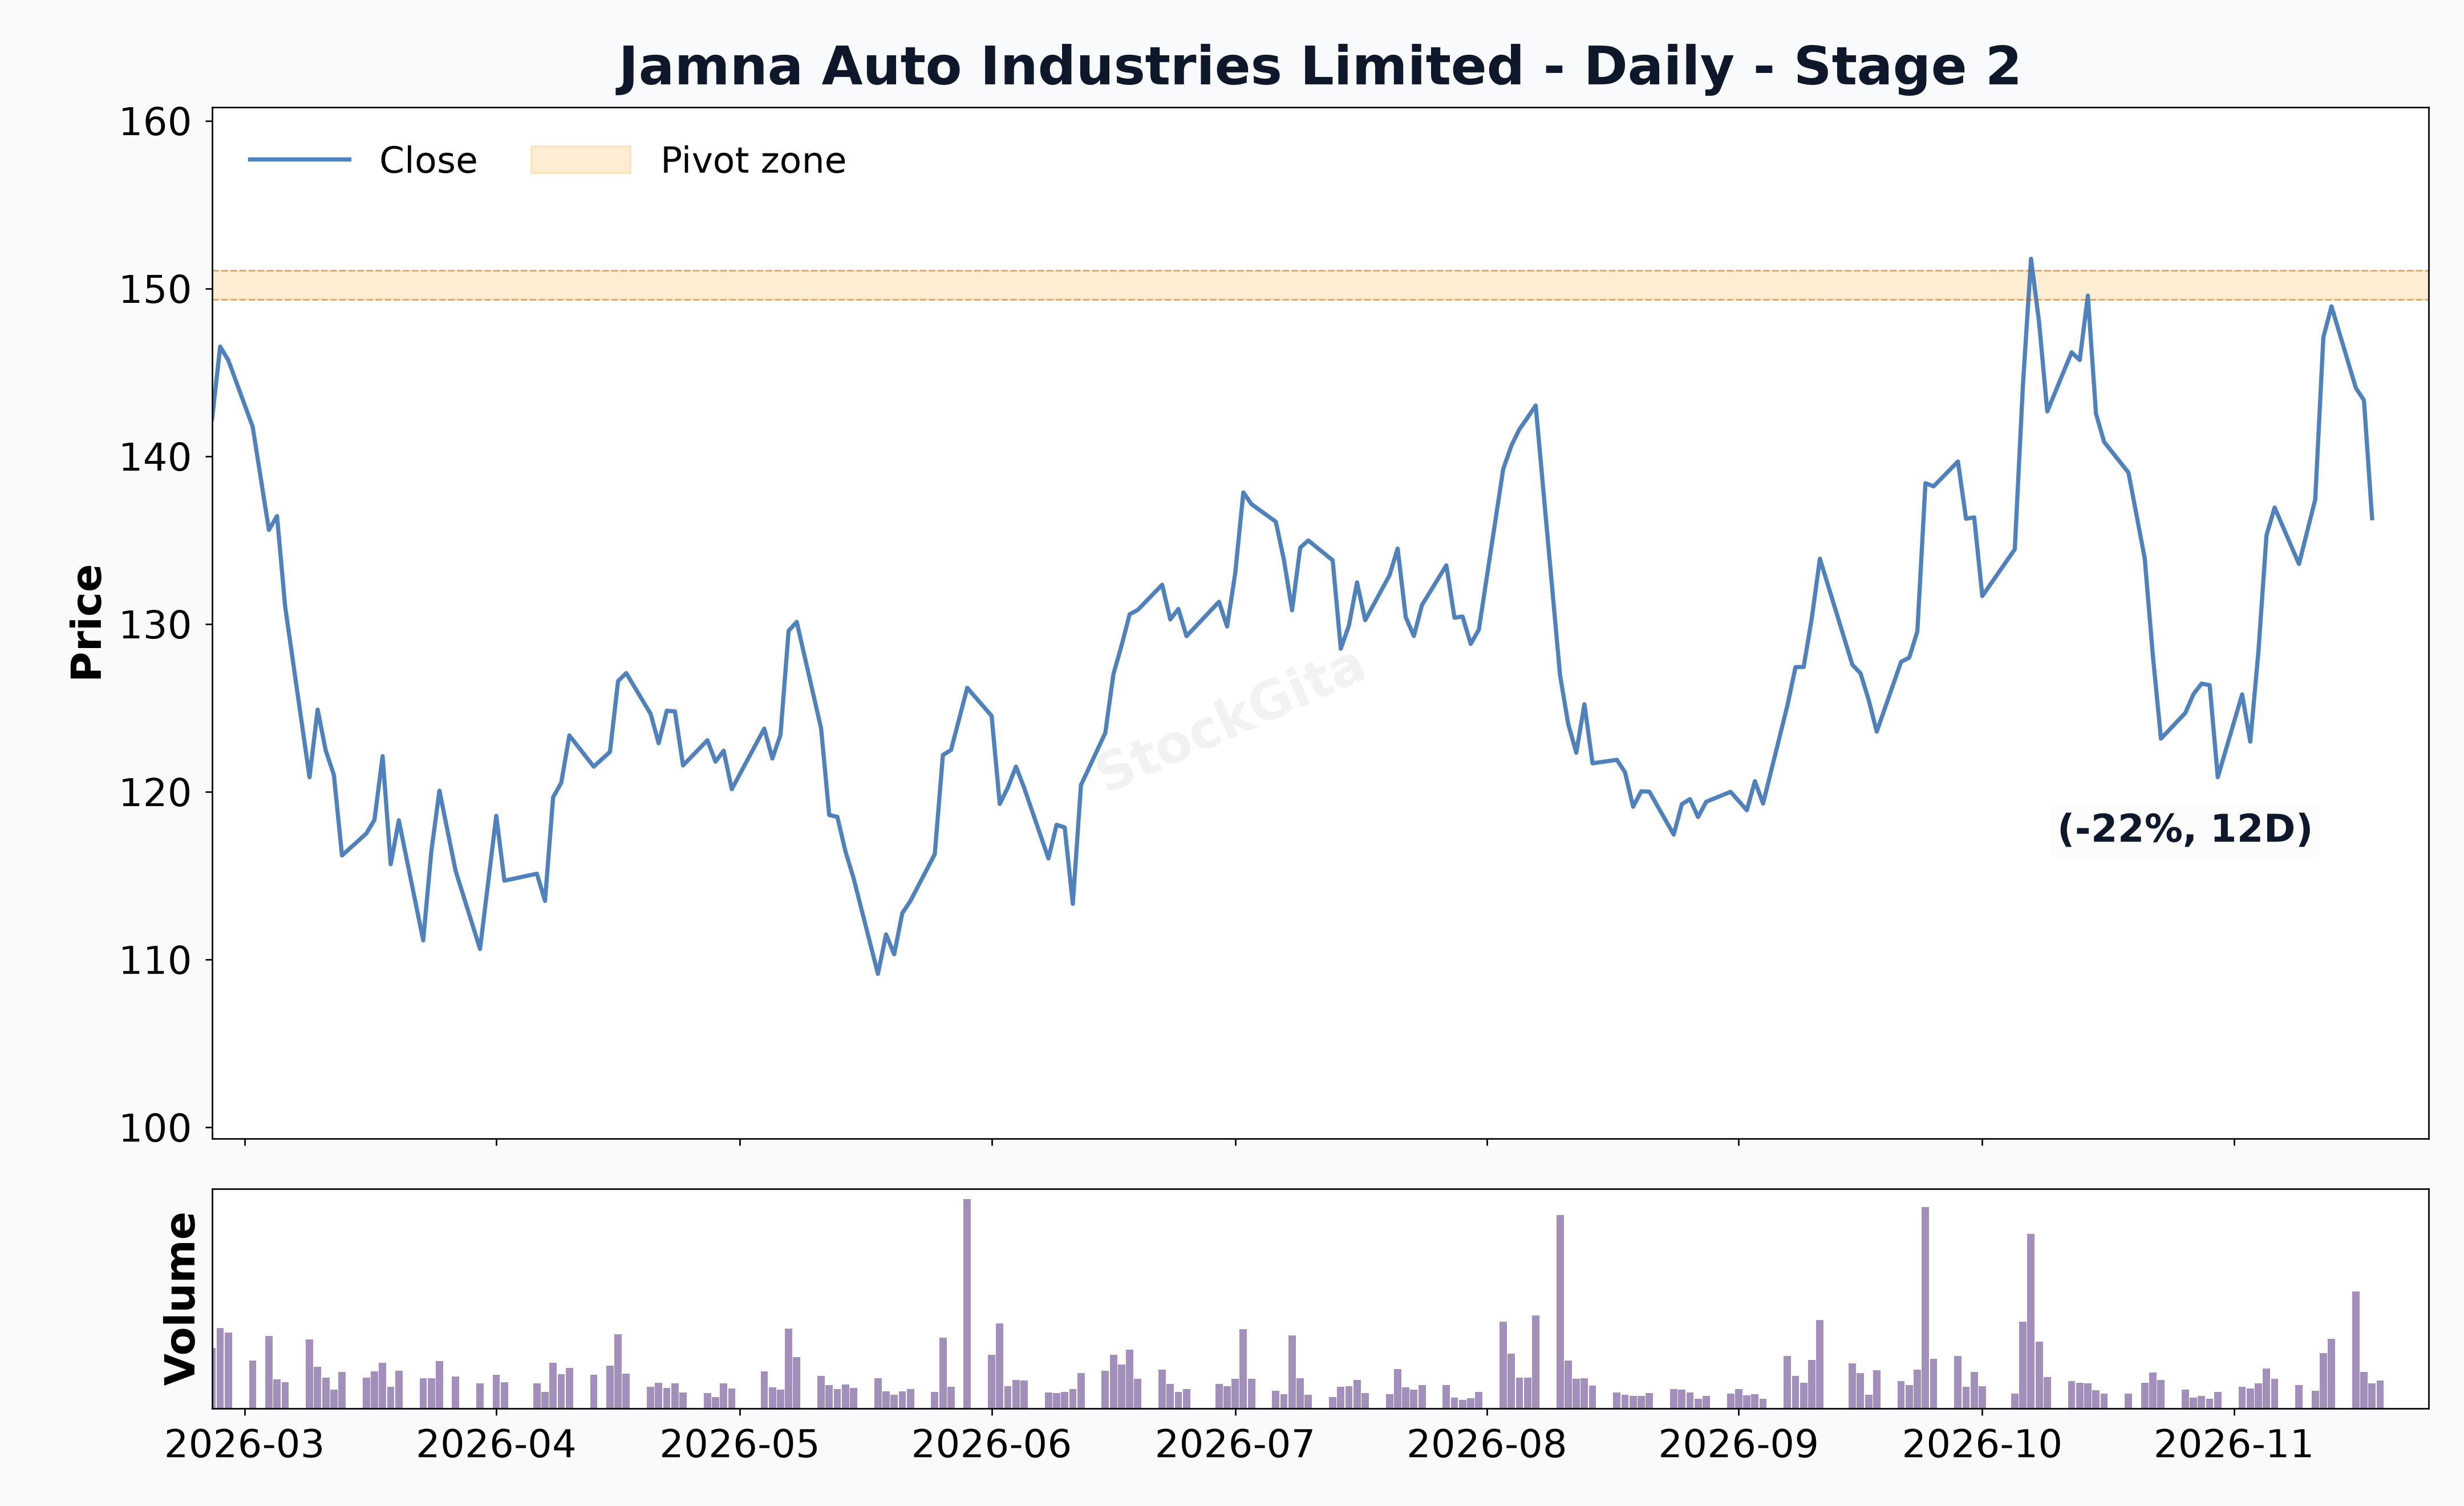 Jamna Auto Industries Limited - Daily - Stage 2
Close
Pivot zone
Price
160
150
140
130
120
110
100
StockGita
(-22%, 12D)
Volume
2026-03
2026-04
2026-05
2026-06
2026-07
2026-08
2026-09
2026-10
2026-11